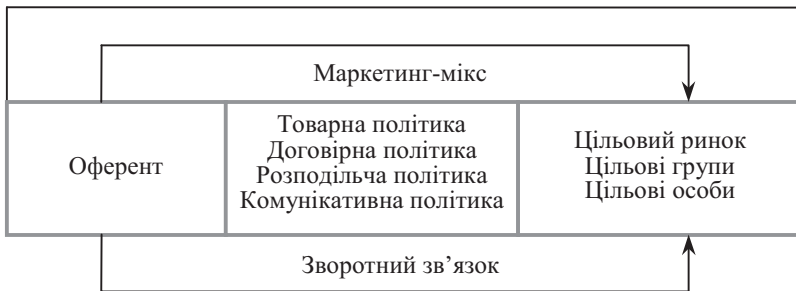 Маркетинг-мікс
Оферент
Товарна політика
Договірна політика
Розподільча політика
Комунікативна політика
Цільовий ринок
Цільові групи
Цільові особи
Зворотний зв’язок